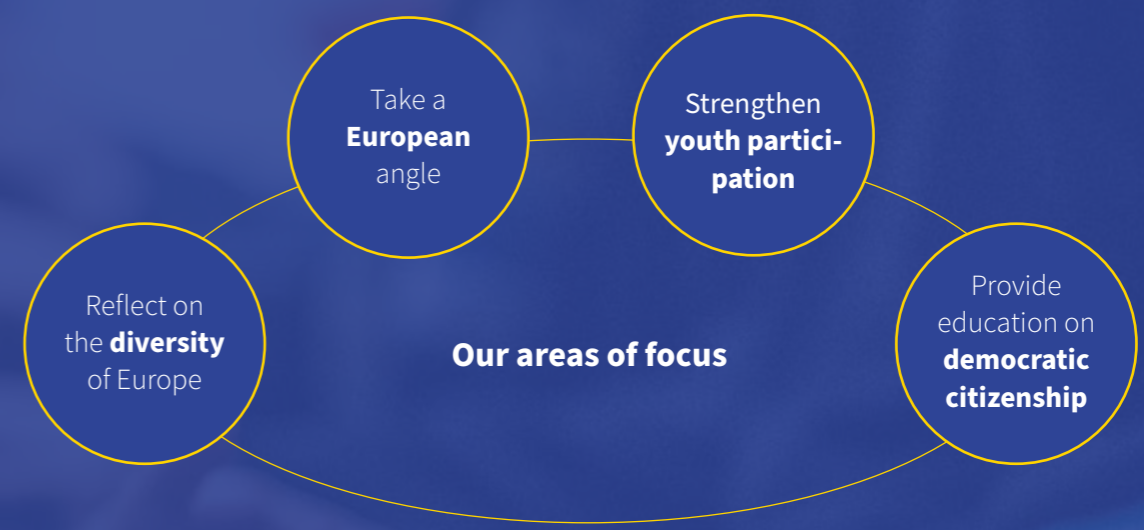 Take a
European
angle
Strengthen
youth partici-
pation
Reflect on
the diversity
of Europe
Our areas of focus
Provide
education on
democratic
citizenship